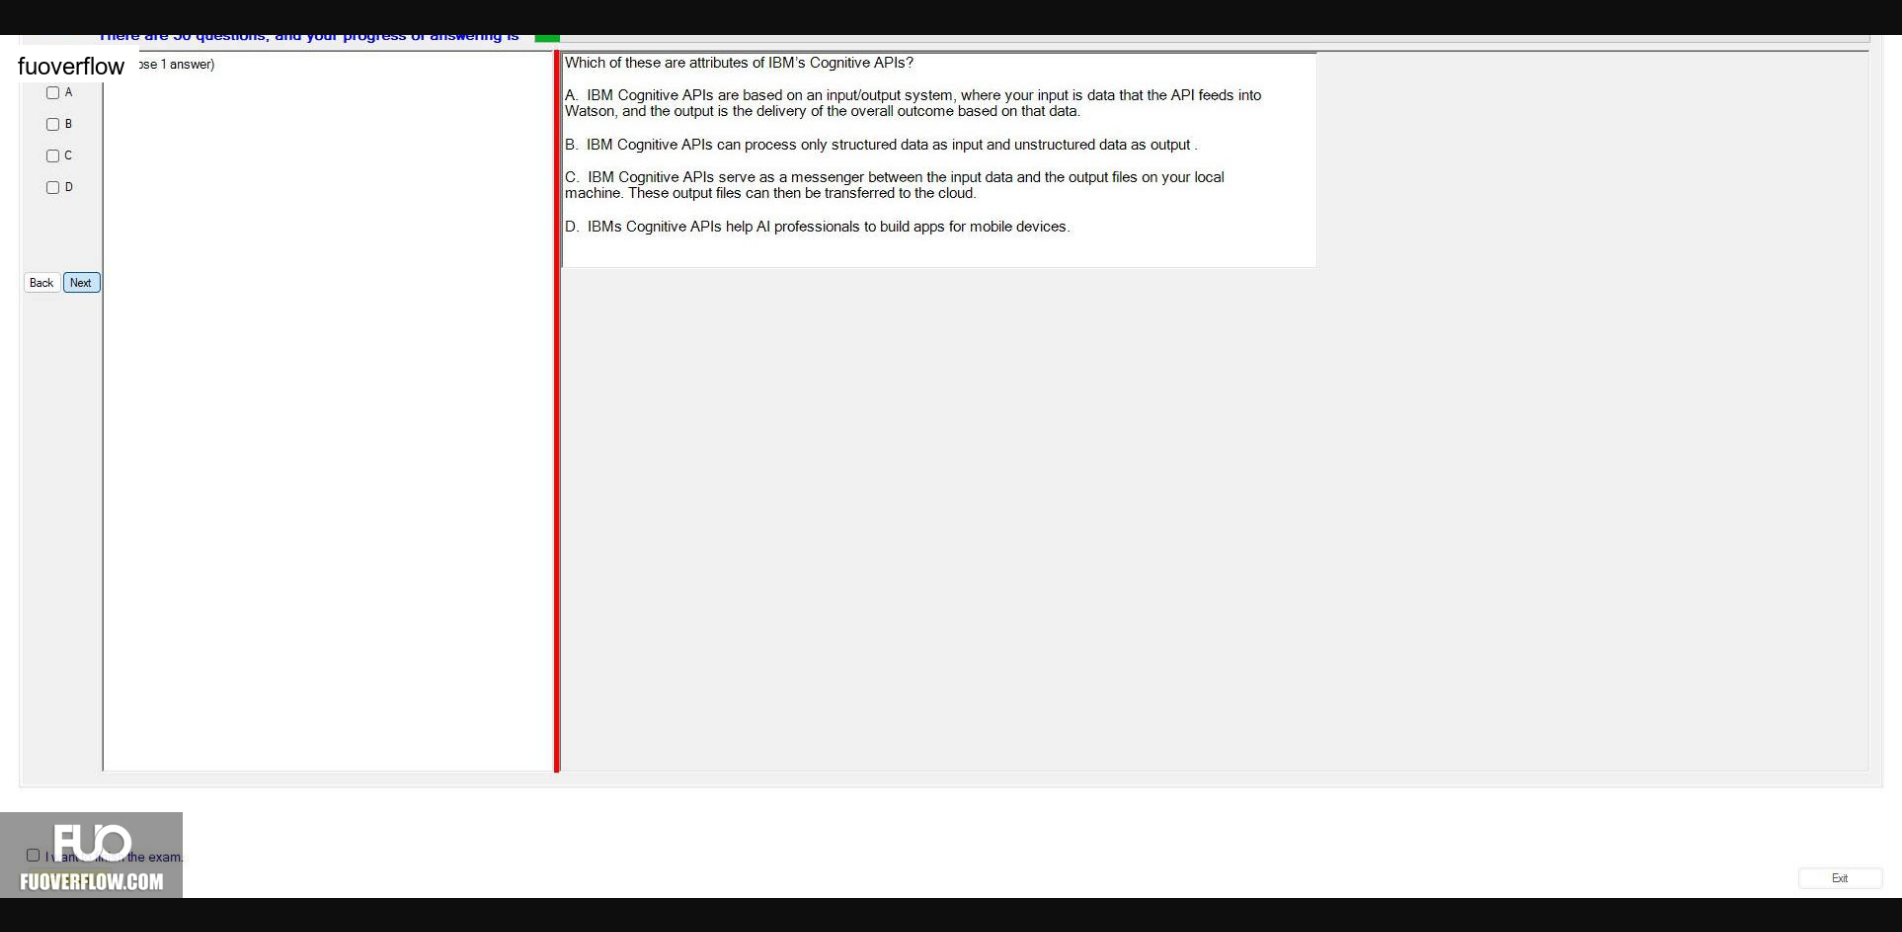 There are 50 questions, and your progress of answering is
fuoverflow
ose 1 answer)
A
B
C
D
Back Next
Which of these are attributes of IBM's Cognitive APIs?
A. IBM Cognitive APIs are based on an input/output system, where your input is data that the API feeds into
Watson, and the output is the delivery of the overall outcome based on that data.
B. IBM Cognitive APIs can process only structured data as input and unstructured data as output .
C. IBM Cognitive APIs serve as a messenger between the input data and the output files on your local
machine. These output files can then be transferred to the cloud.
D. IBMs Cognitive APIs help AI professionals to build apps for mobile devices.
FUO
I want the exam.
FUOVERFLOW.COM
Exit